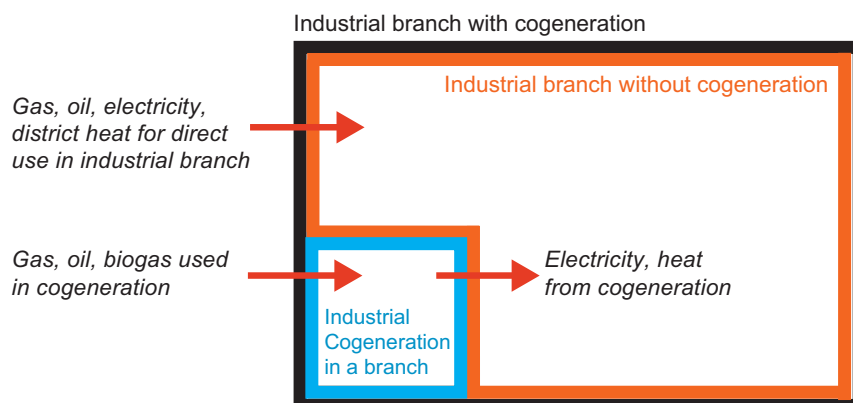 Industrial branch with cogeneration
Industrial branch without cogeneration
Gas, oil, electricity,
district heat for direct
use in industrial branch
Gas, oil, biogas used
in cogeneration
Electricity, heat
from cogeneration
Industrial
Cogeneration
in a branch